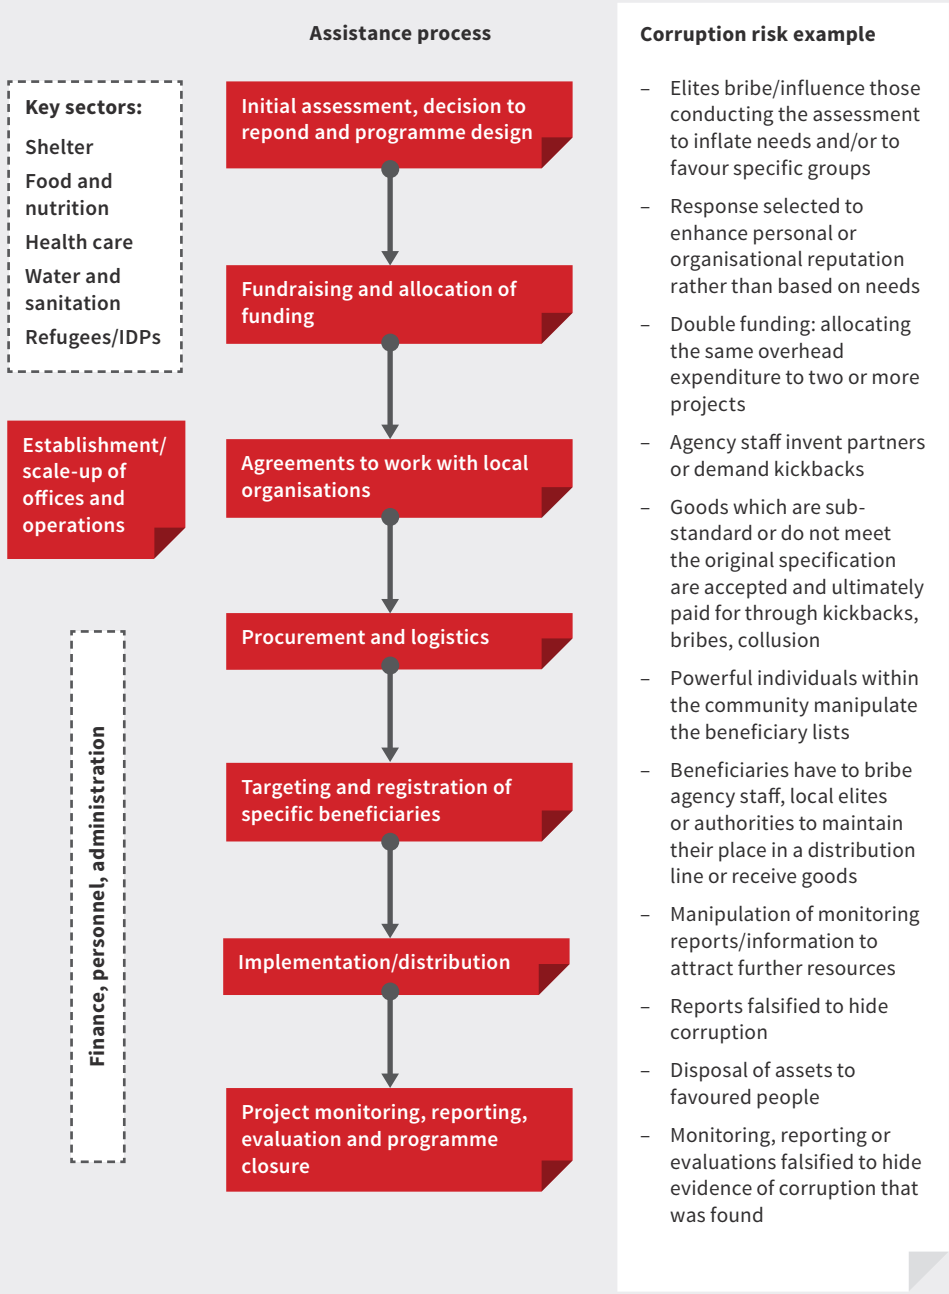 Assistance process
Corruption risk example
Key sectors:
Shelter
Food and
nutrition
Health care
Water and
sanitation
Refugees/IDPs
Establishment/
scale-up of
offices and
operations
Finance, personnel, administration
Initial assessment, decision to
repond and programme design
Fundraising and allocation of
funding
Agreements to work with local
organisations
Procurement and logistics
Targeting and registration of
specific beneficiaries
Implementation/distribution
Project monitoring, reporting,
evaluation and programme
closure
– Elites bribe/influence those
conducting the assessment
to inflate needs and/or to
favour specific groups
– Response selected to
enhance personal or
organisational reputation
rather than based on needs
– Double funding: allocating
the same overhead
expenditure to two or more
projects
– Agency staff invent partners
or demand kickbacks
– Goods which are sub-
standard or do not meet
the original specification
are accepted and ultimately
paid for through kickbacks,
bribes, collusion
– Powerful individuals within
the community manipulate
the beneficiary lists
– Beneficiaries have to bribe
agency staff, local elites
or authorities to maintain
their place in a distribution
line or receive goods
– Manipulation of monitoring
reports/information to
attract further resources
– Reports falsified to hide
corruption
– Disposal of assets to
favoured people
– Monitoring, reporting or
evaluations falsified to hide
evidence of corruption that
was found